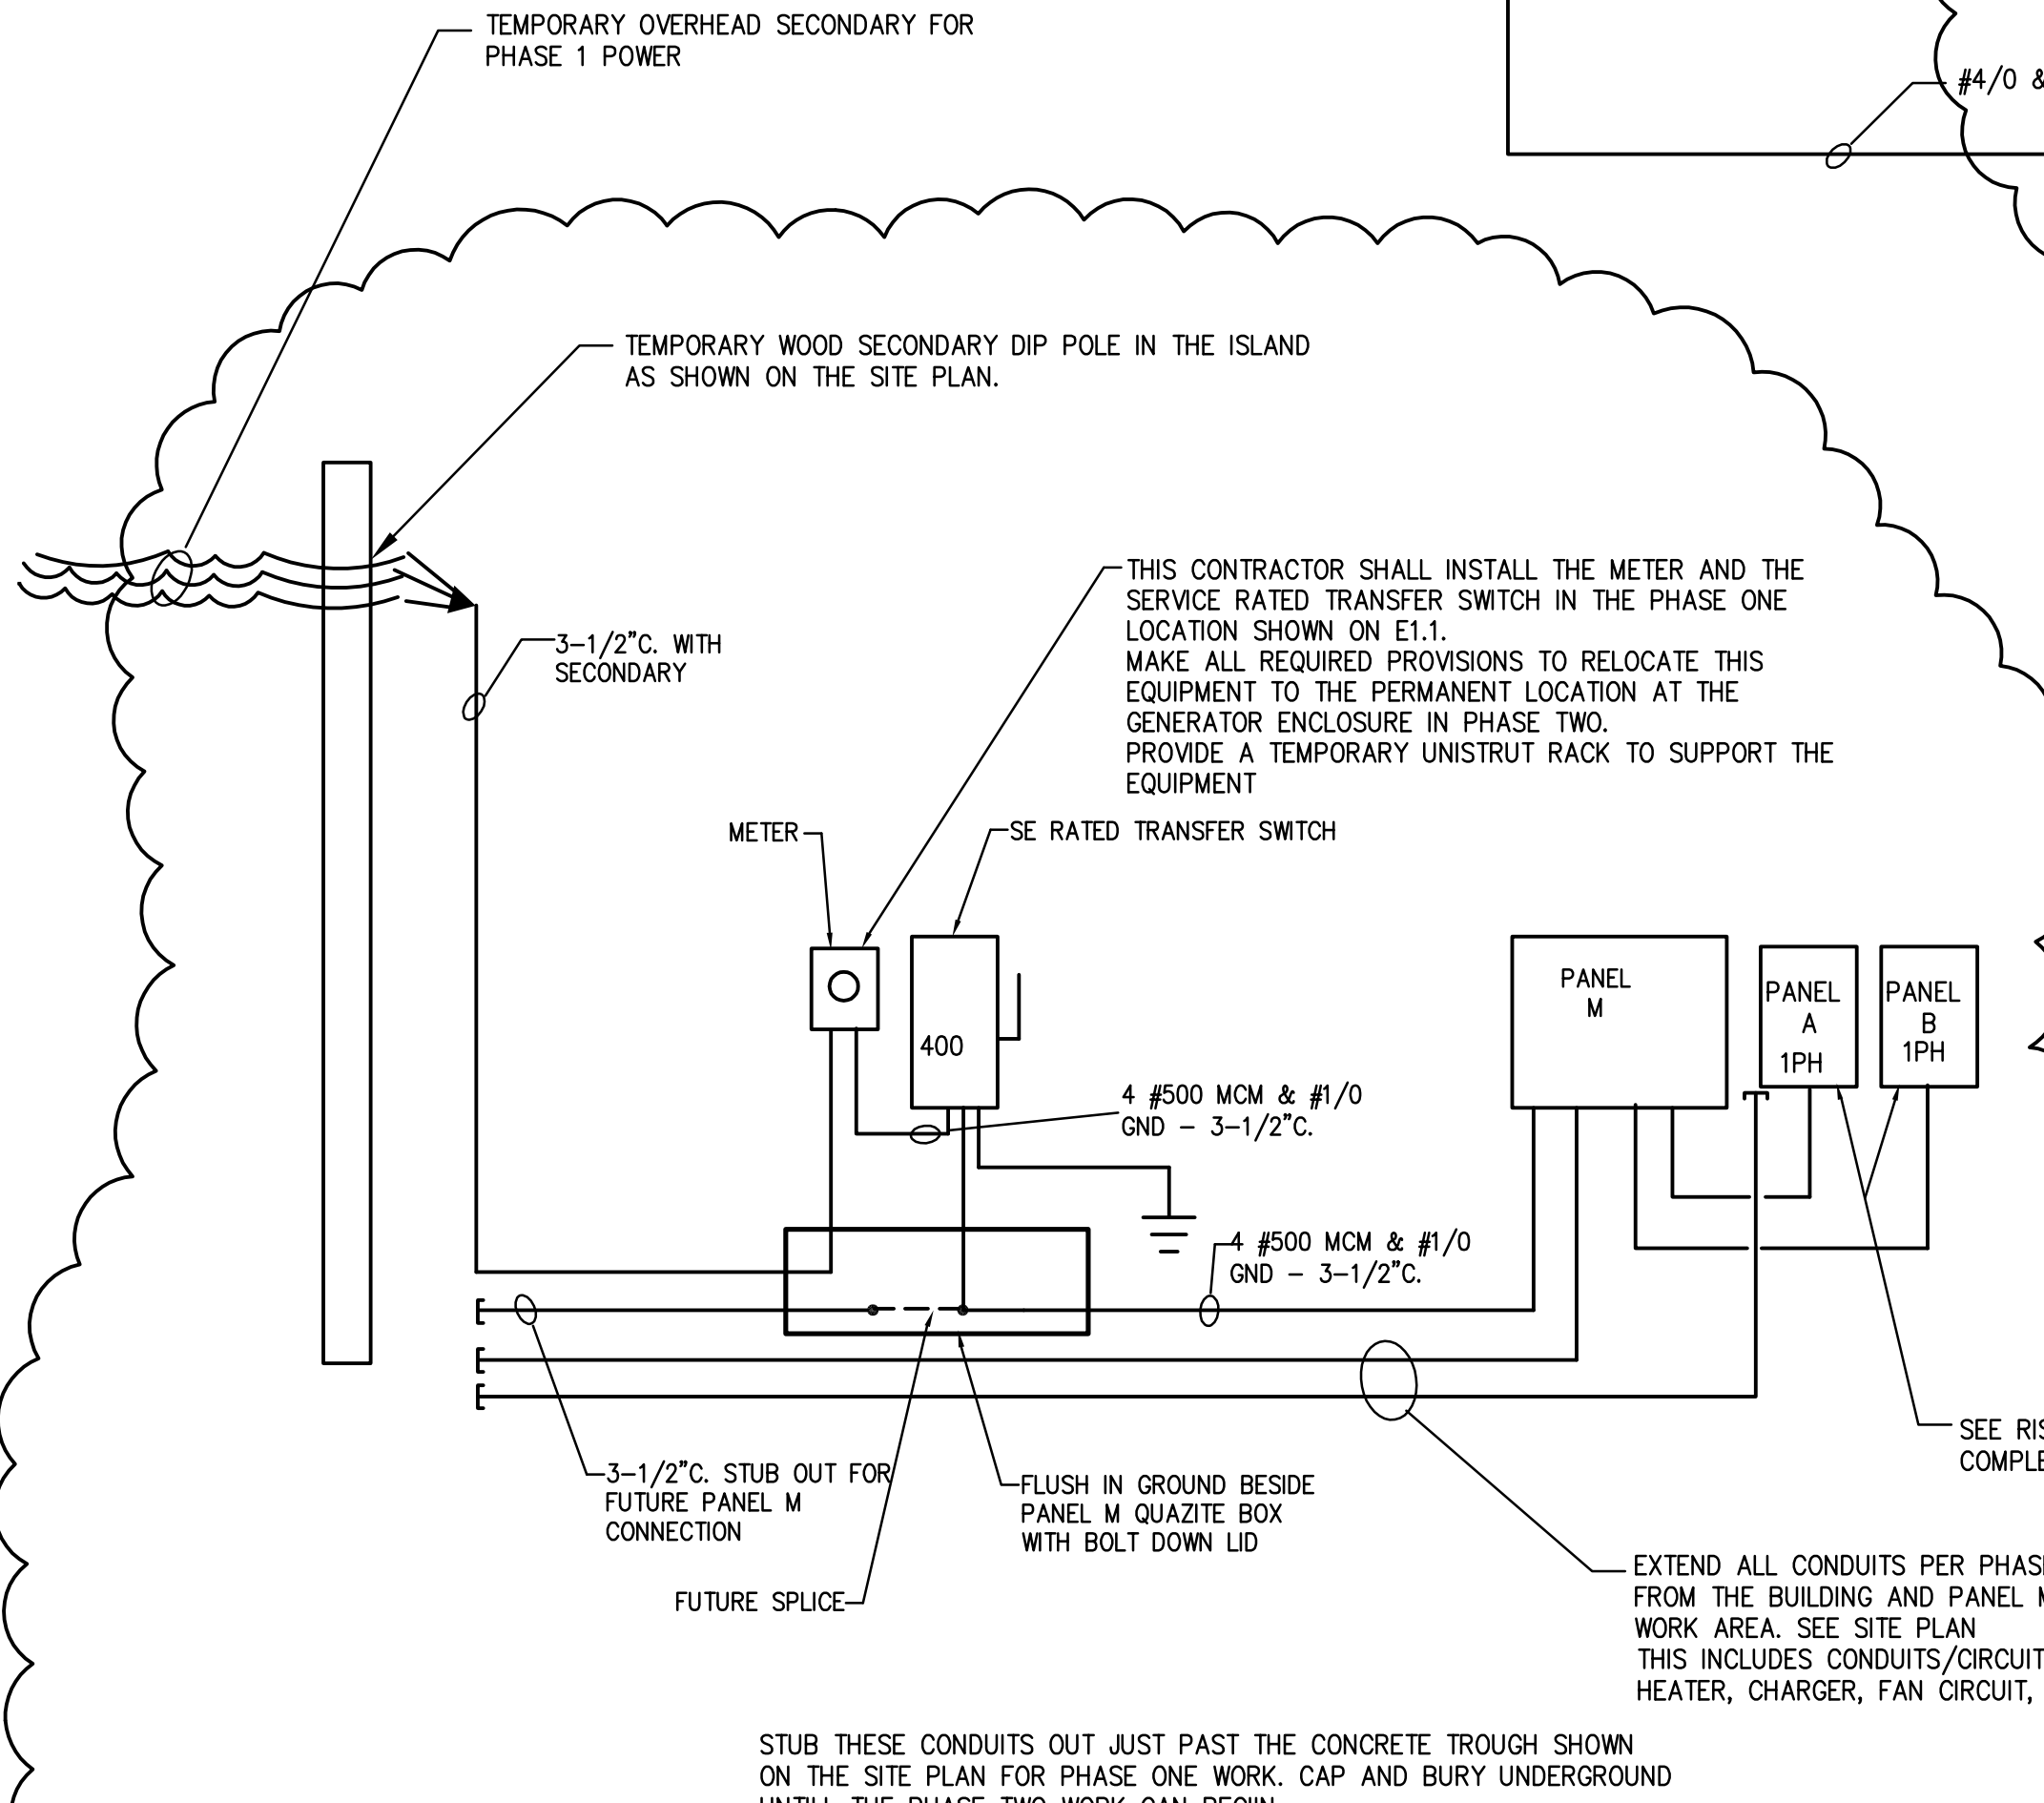 TEMPORARY OVERHEAD SECONDARY FOR
PHASE 1 POWER
#4/0 &
TEMPORARY WOOD SECONDARY DIP POLE IN THE ISLAND
AS SHOWN ON THE SITE PLAN.
THIS CONTRACTOR SHALL INSTALL THE METER AND THE
SERVICE RATED TRANSFER SWITCH IN THE PHASE ONE
LOCATION SHOWN ON E1.1.
MAKE ALL REQUIRED PROVISIONS TO RELOCATE THIS
EQUIPMENT TO THE PERMANENT LOCATION AT THE
GENERATOR ENCLOSURE IN PHASE TWO.
PROVIDE A TEMPORARY UNISTRUT RACK TO SUPPORT THE
EQUIPMENT
3-1/2"C. WITH
SECONDARY
METER
SE RATED TRANSFER SWITCH
400
PANEL
M
PANEL
A
1PH
PANEL
B
1PH
4 #500 MCM & #1/0
GND - 3-1/2"C.
4 #500 MCM & #1/0
GND - 3-1/2"C.
3-1/2"C. STUB OUT FOR
FUTURE PANEL M
CONNECTION
FLUSH IN GROUND BESIDE
PANEL M QUAZITE BOX
WITH BOLT DOWN LID
FUTURE SPLICE
SEE
EXTEND ALL CONDUITS PER PHASE
FROM THE BUILDING AND PANEL M
WORK AREA. SEE SITE PLAN
THIS INCLUDES CONDUITS/CIRCUIT
HEATER, CHARGER, FAN CIRCUIT,
STUB THESE CONDUITS OUT JUST PAST THE CONCRETE TROUGH SHOWN
ON THE SITE PLAN FOR PHASE ONE WORK. CAP AND BURY UNDERGROUND
UNTILL THE PHASE TWO WORK CAN